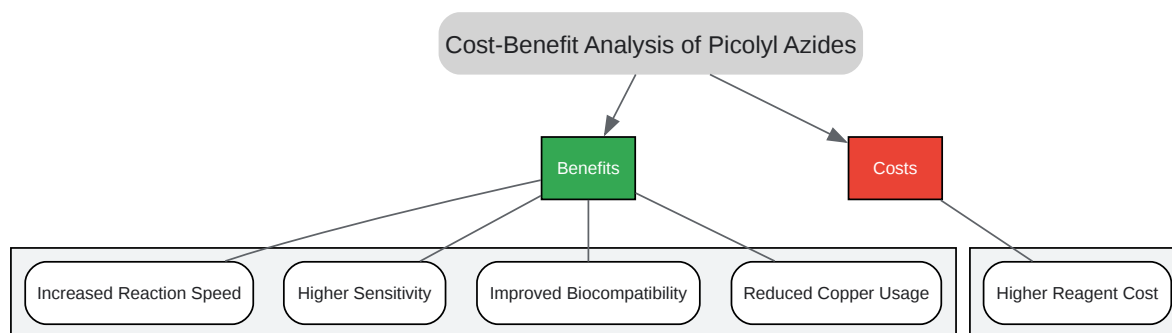 Cost-Benefit Analysis of Picolyl Azides
Benefits
Costs
Increased Reaction Speed
Higher Sensitivity
Improved Biocompatibility
Reduced Copper Usage
Higher Reagent Cost